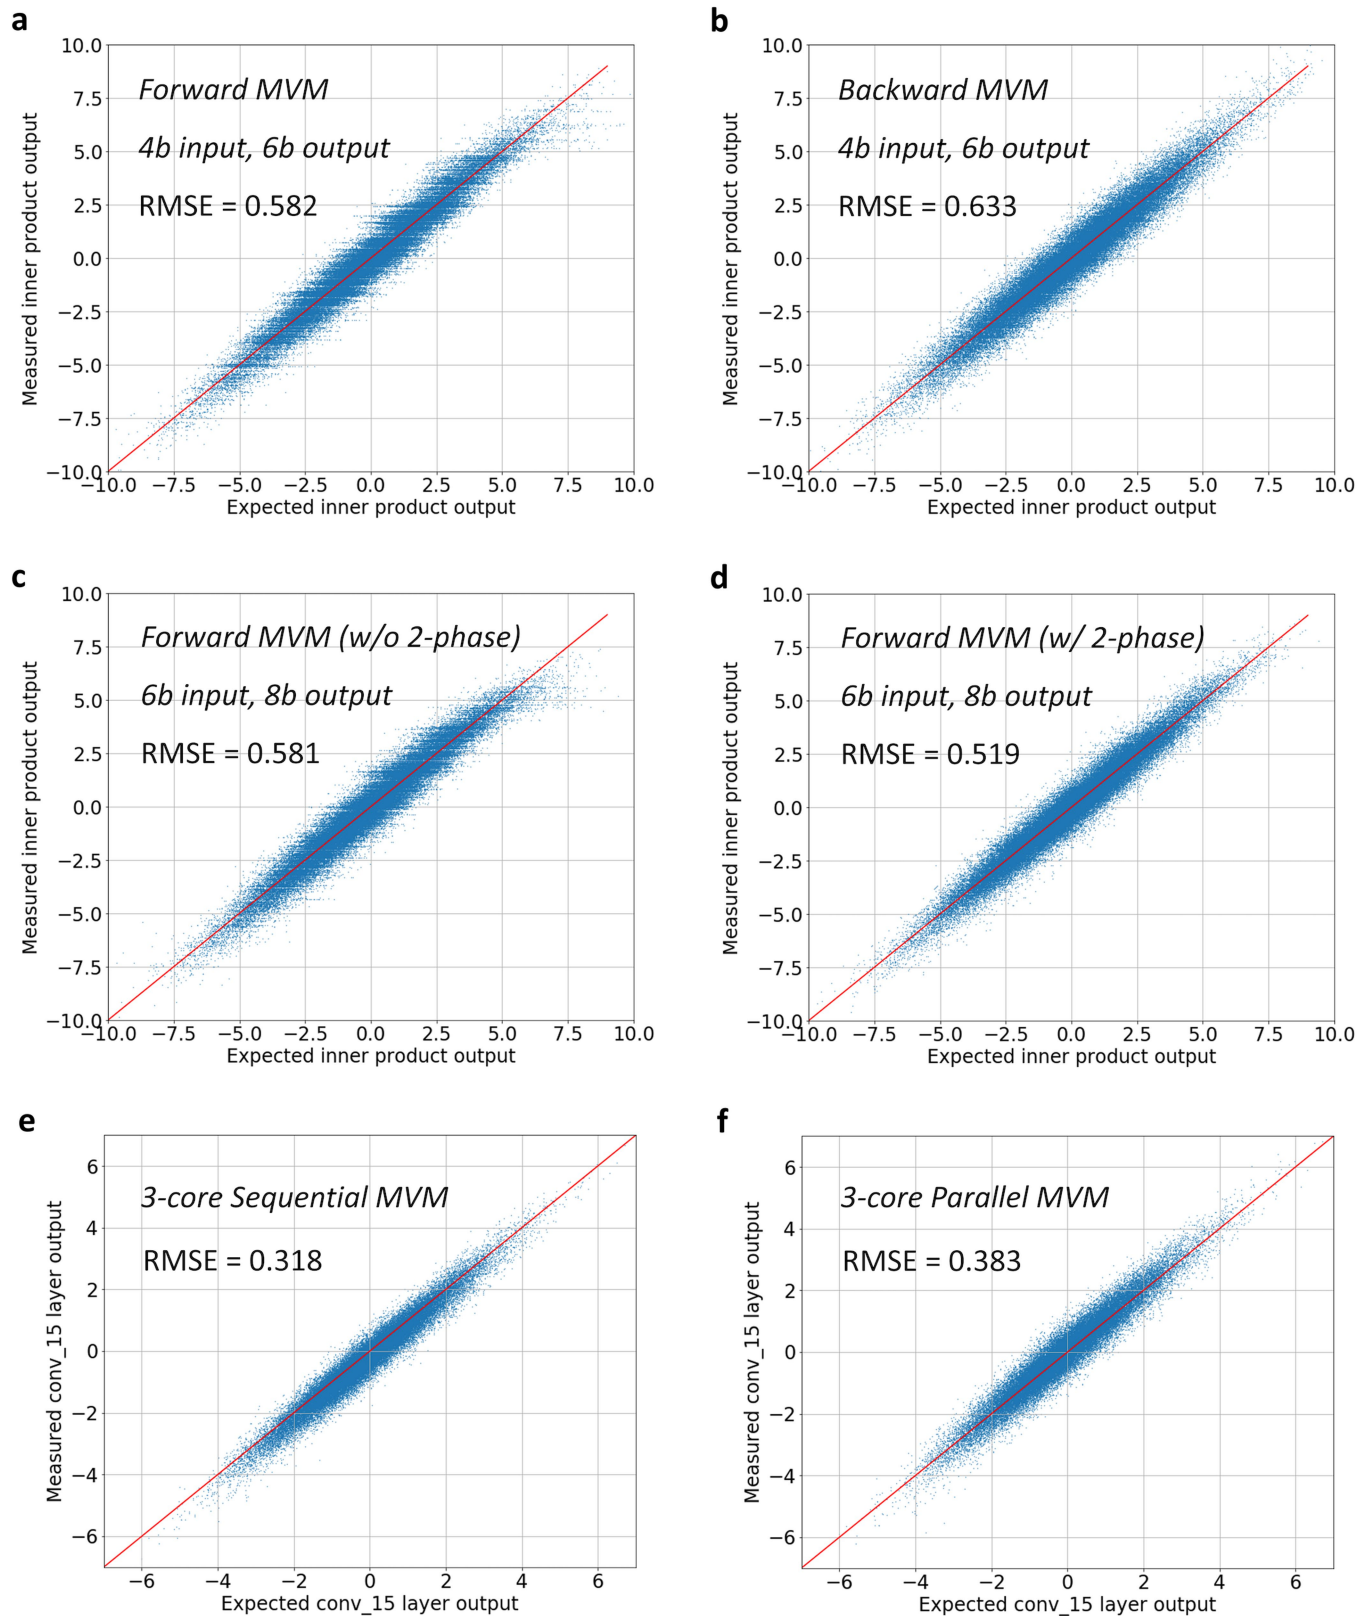 a
10.0
7.5
5.0
2.5
0.0
−2.5
−5.0
−7.5
−10.0
Measured inner product output
Forward MVM
4b input, 6b output
RMSE = 0.582
−10.0 −7.5 −5.0 −2.5 0.0 2.5 5.0 7.5 10.0
Expected inner product output
b
10.0
7.5
5.0
2.5
0.0
−2.5
−5.0
−7.5
−10.0
Measured inner product output
Backward MVM
4b input, 6b output
RMSE = 0.633
−10.0 −7.5 −5.0 −2.5 0.0 2.5 5.0 7.5 10.0
Expected inner product output
c
10.0
7.5
5.0
2.5
0.0
−2.5
−5.0
−7.5
−10.0
Measured inner product output
Forward MVM (w/o 2-phase)
6b input, 8b output
RMSE = 0.581
−10.0 −7.5 −5.0 −2.5 0.0 2.5 5.0 7.5 10.0
Expected inner product output
d
10.0
7.5
5.0
2.5
0.0
−2.5
−5.0
−7.5
−10.0
Measured inner product output
Forward MVM (w/ 2-phase)
6b input, 8b output
RMSE = 0.519
−10.0 −7.5 −5.0 −2.5 0.0 2.5 5.0 7.5 10.0
Expected inner product output
e
6
4
2
0
−2
−4
−6
Measured conv_15 layer output
3-core Sequential MVM
RMSE = 0.318
−6 −4 −2 0 2 4 6
Expected conv_15 layer output
f
6
4
2
0
−2
−4
−6
Measured conv_15 layer output
3-core Parallel MVM
RMSE = 0.383
−6 −4 −2 0 2 4 6
Expected conv_15 layer output